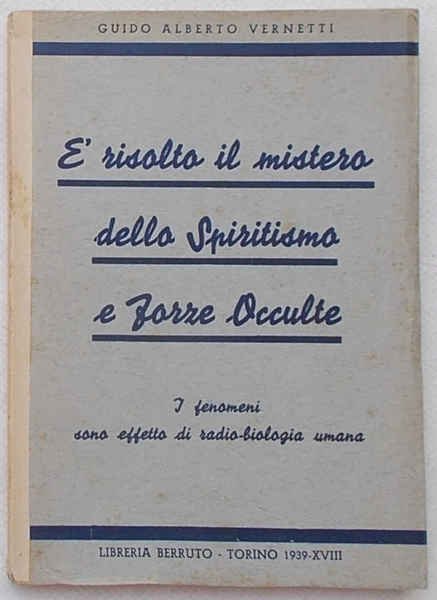 GUIDO ALBERTO VERNETTI
E' risolto il mistero
dello Spiritismo
e Forze Occulte
I fenomeni
sono effetto di radio-biologia umana
LIBRERIA BERRUTO - TORINO 1939-XVIII